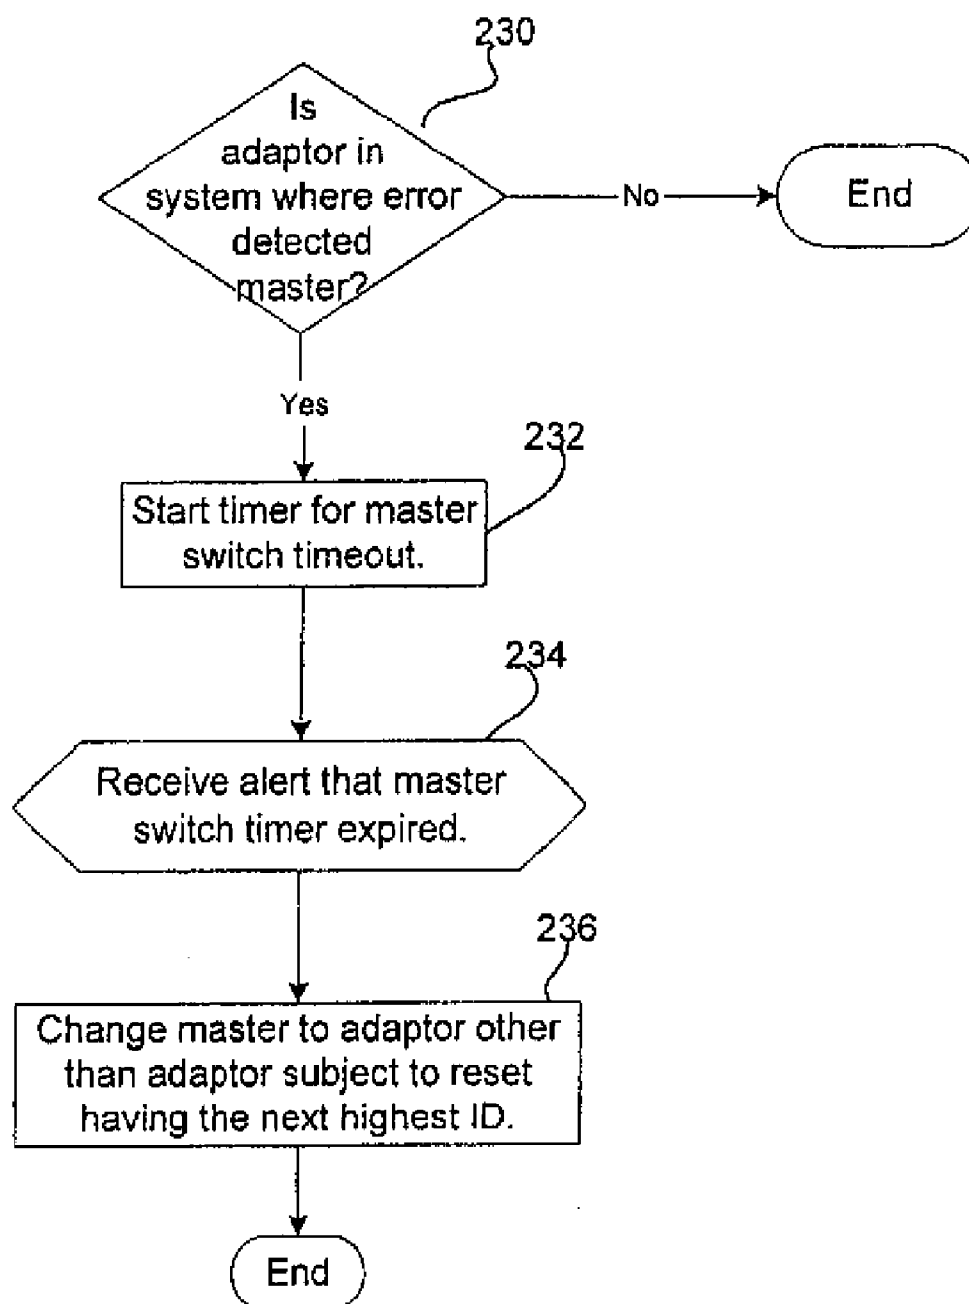 230
Is
adaptor in
system where error
detected
master?
No
End
Yes
232
Start timer for master
switch timeout.
234
Receive alert that master
switch timer expired.
236
Change master to adaptor other
than adaptor subject to reset
having the next highest ID.
End